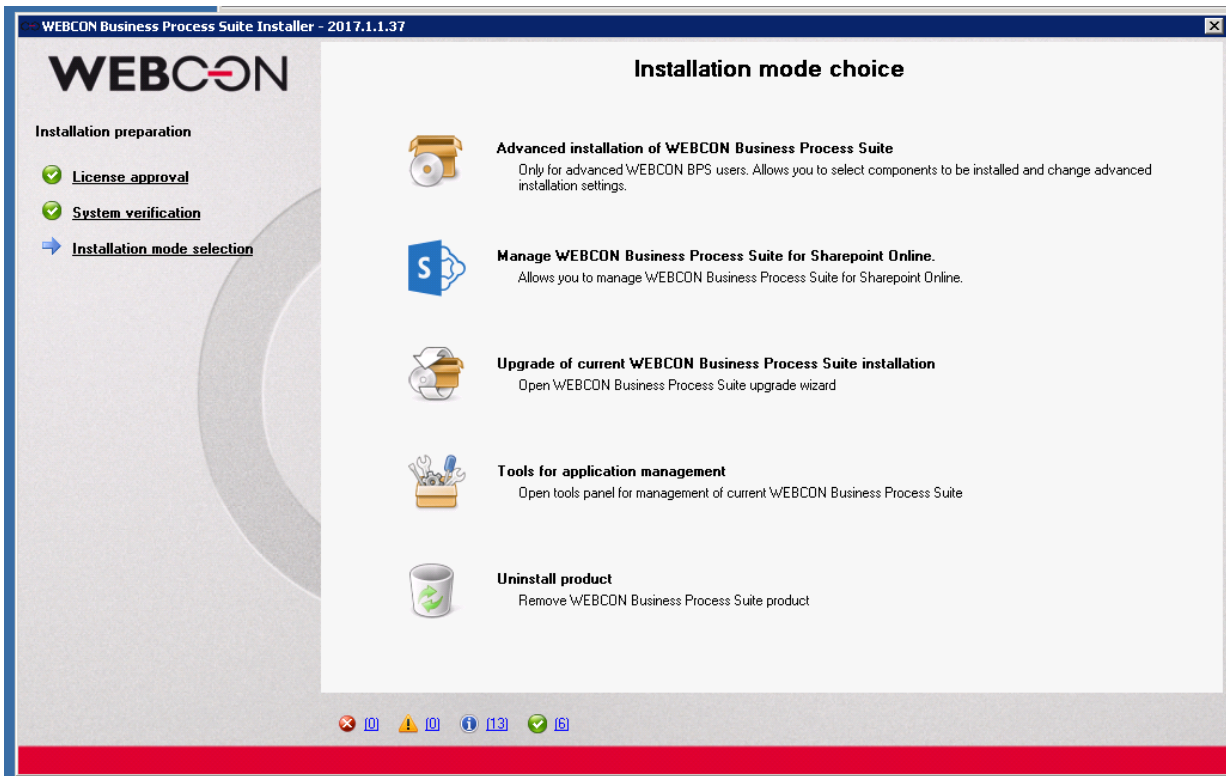 WEBCON Business Process Suite Installer - 2017.1.1.37
WEBCON
Installation preparation
License approval
System verification
Installation mode selection
Installation mode choice
Advanced installation of WEBCON Business Process Suite
Only for advanced WEBCON BPS users. Allows you to select components to be installed and change advanced
installation settings.
Manage WEBCON Business Process Suite for Sharepoint Online.
Allows you to manage WEBCON Business Process Suite for Sharepoint Online.
Upgrade of current WEBCON Business Process Suite installation
Open WEBCON Business Process Suite upgrade wizard
Tools for application management
Open tools panel for management of current WEBCON Business Process Suite
Uninstall product
Remove WEBCON Business Process Suite product
(0) (0) (13) (6)